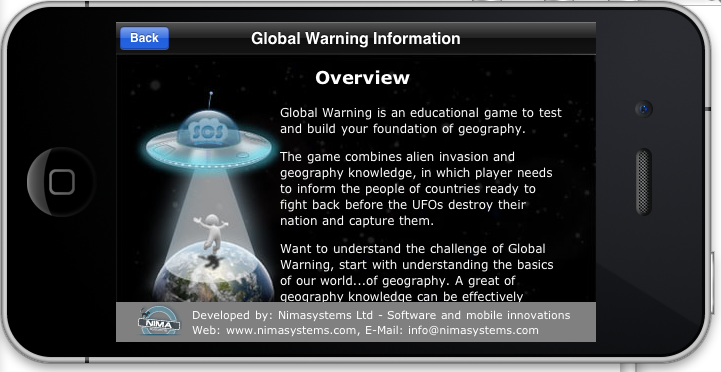 Back
Global Warning Information
Overview
Global Warning is an educational game to test
and build your foundation of geography.
The game combines alien invasion and
geography knowledge, in which player needs
to inform the people of countries ready to
fight back before the UFOs destroy their
nation and capture them.
Want to understand the challenge of Global
Warning, start with understanding the basics
of our world...of geography. A great of
geography knowledge can be effectively
SOS
NIMA
Developed by: Nimasystems Ltd - Software and mobile innovations
Web: www.nimasystems.com, E-Mail: info@nimasystems.com